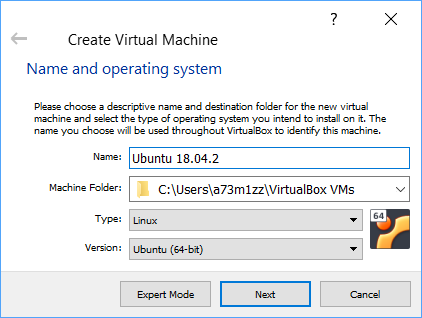 ?
Create Virtual Machine
Name and operating system
Please choose a descriptive name and destination folder for the new virtual
machine and select the type of operating system you intend to install on it. The
name you choose will be used throughout VirtualBox to identify this machine.
Name: Ubuntu 18.04.2
Machine Folder: C:\Users\a73m1zz\VirtualBox VMs
Type: Linux
64
Version: Ubuntu (64-bit)
Expert Mode Next Cancel